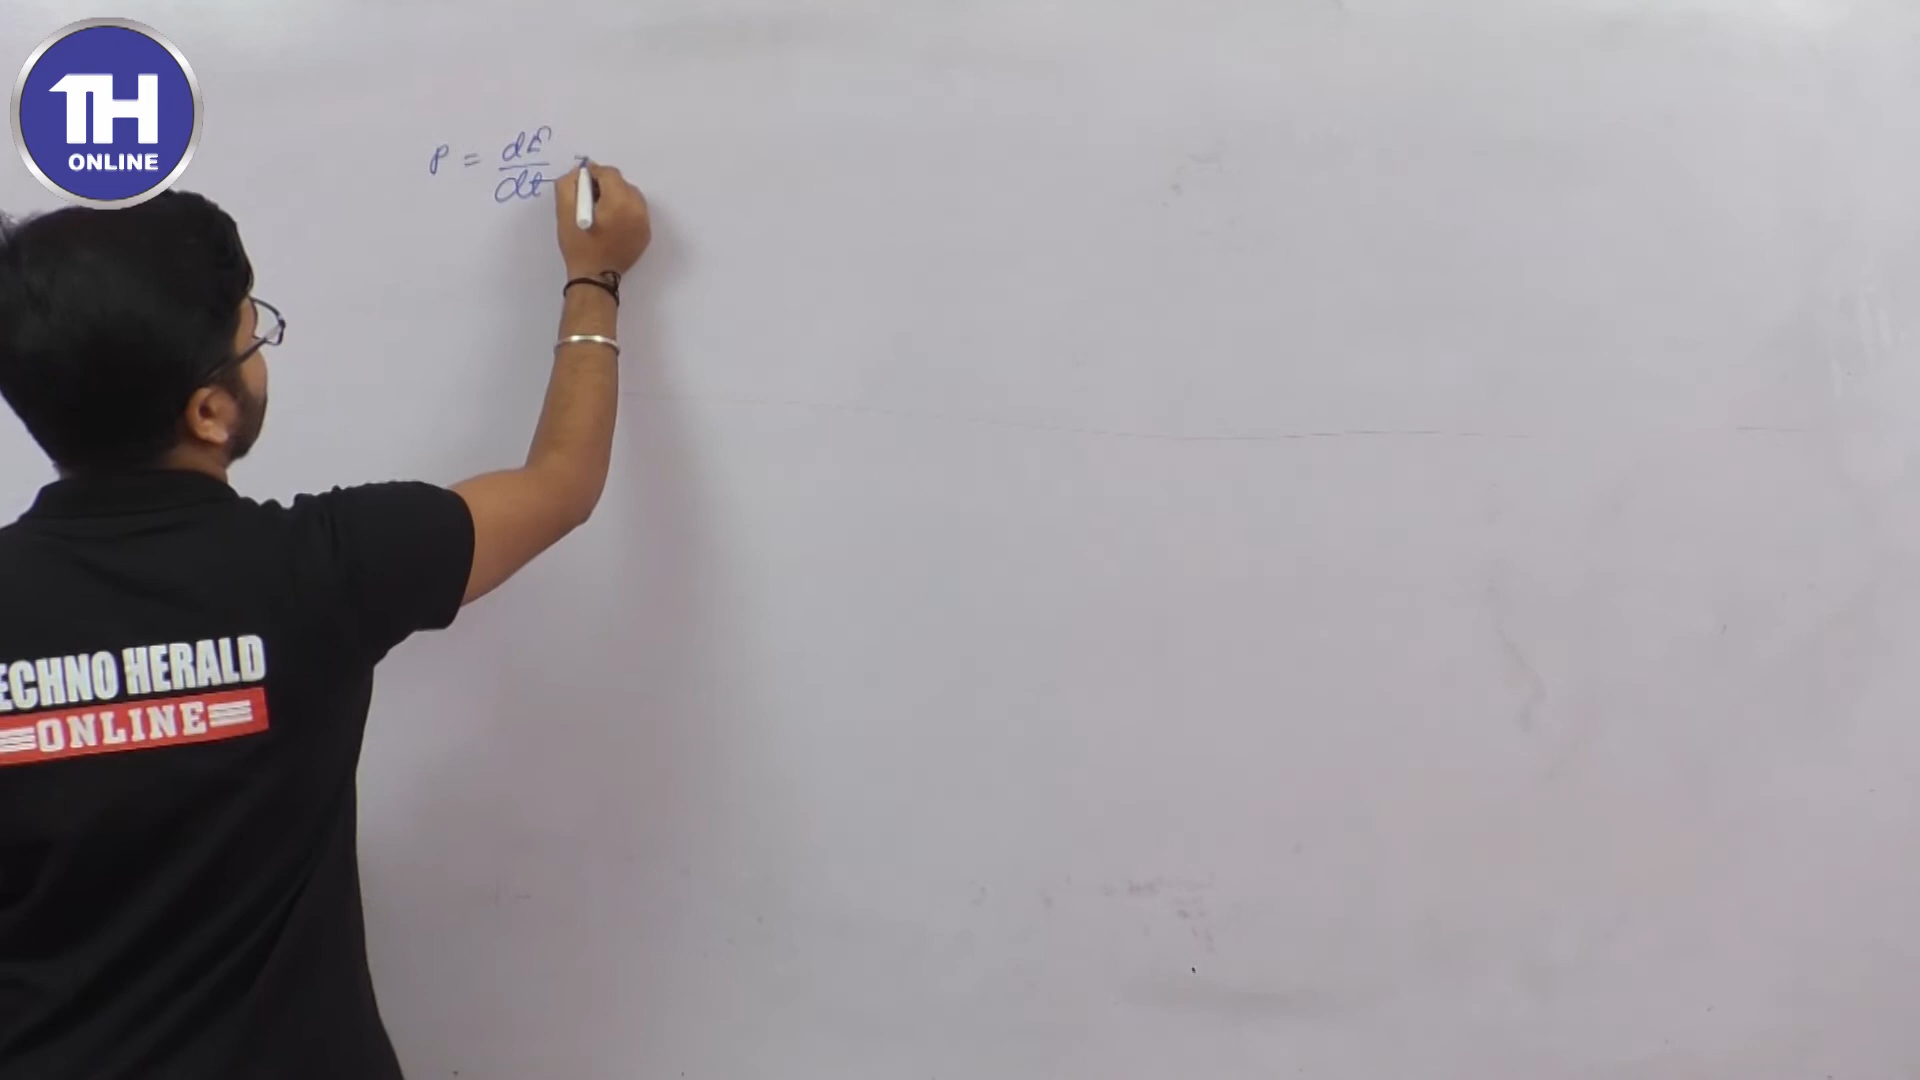 TH
ONLINE
P = dE/dt =
ECHNO HERALD
ONLINE